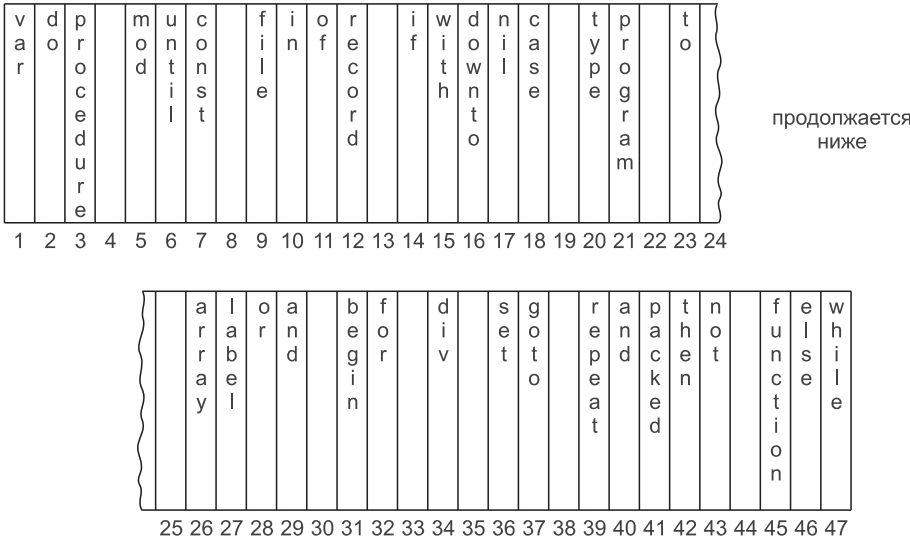 var do procedure mod until const file in of record if with downto nil case type program to
продолжается
ниже
1 2 3 4 5 6 7 8 9 10 11 12 13 14 15 16 17 18 19 20 21 22 23 24
array label or and begin for div set goto repeat and packed then not function else while
25 26 27 28 29 30 31 32 33 34 35 36 37 38 39 40 41 42 43 44 45 46 47